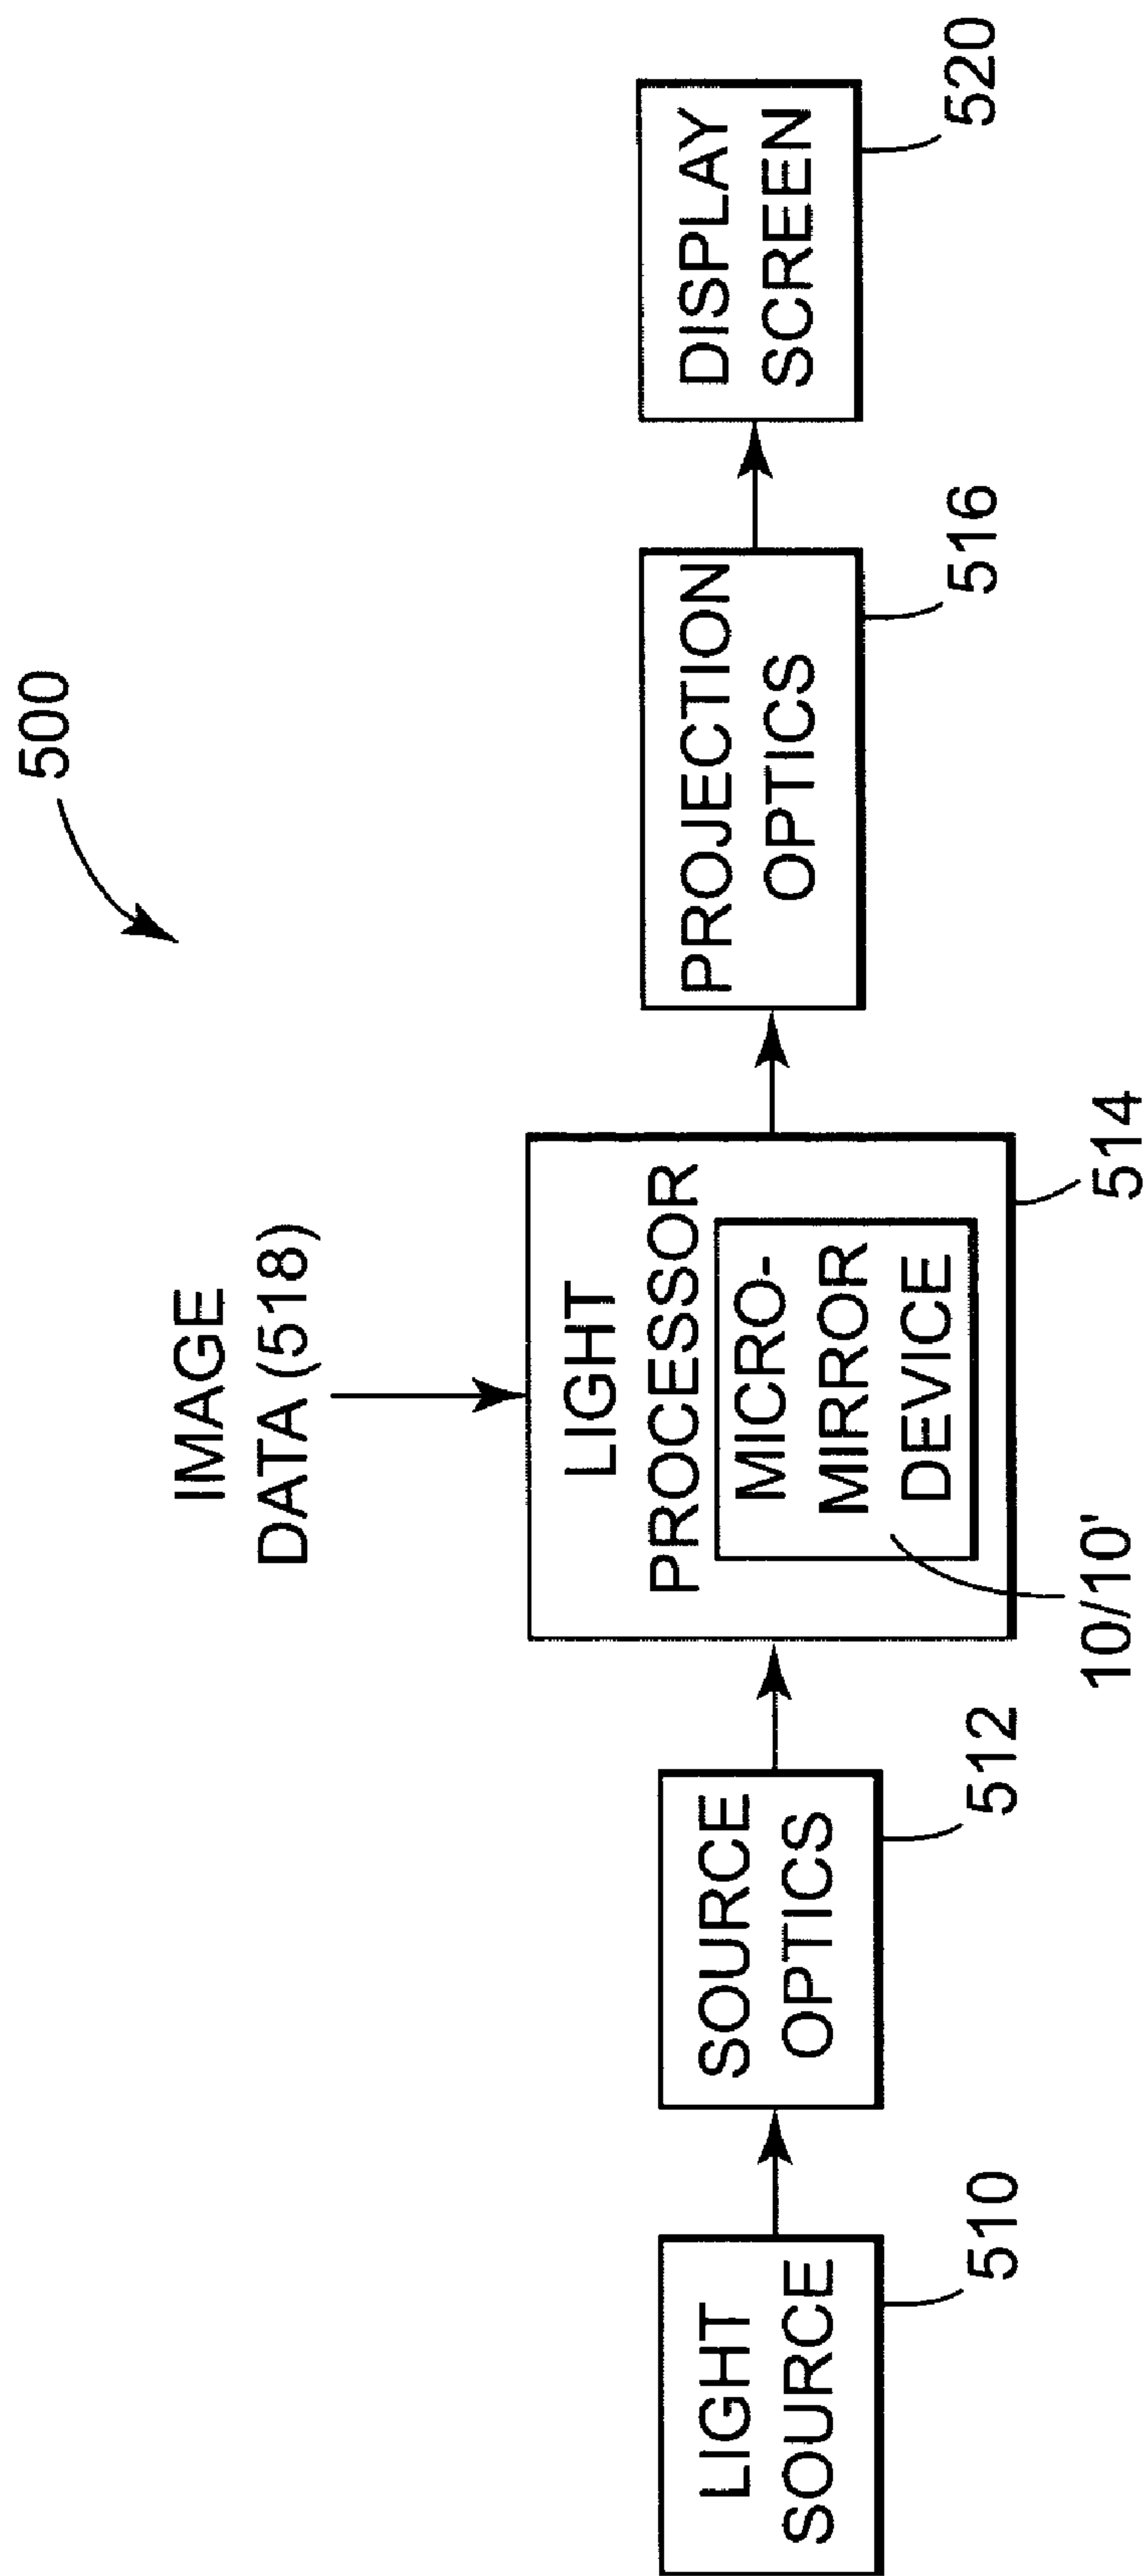 500
IMAGE
DATA (518)
LIGHT
SOURCE
510
SOURCE
OPTICS
512
LIGHT
PROCESSOR
MICRO-
MIRROR
DEVICE
10/10'
514
PROJECTION
OPTICS
516
DISPLAY
SCREEN
520